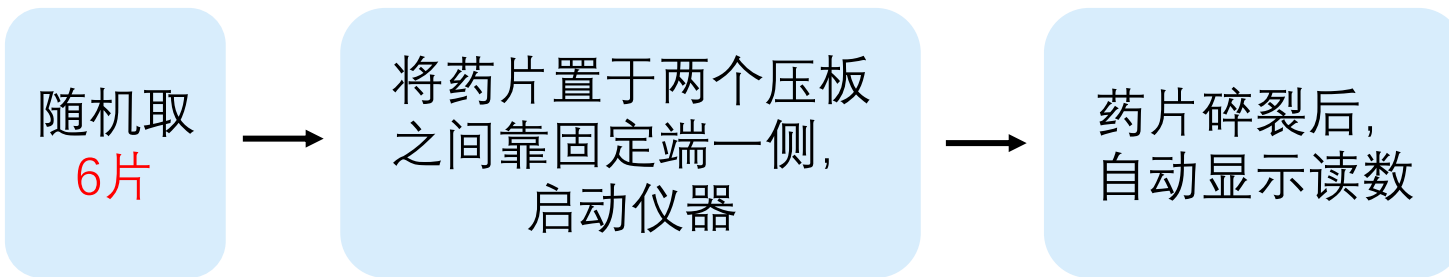 随机取
6片
将药片置于两个压板
之间靠固定端一侧,
启动仪器
药片碎裂后,
自动显示读数